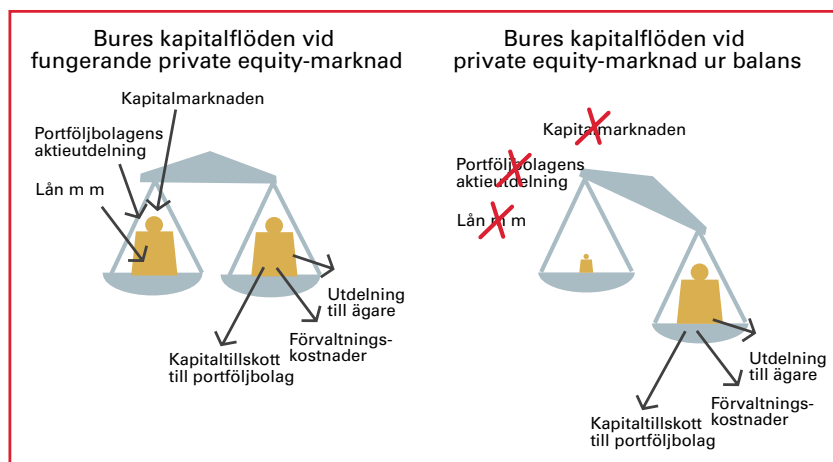 Bures kapitalflöden vid
fungerande private equity-marknad
Kapitalmarknaden
Portföljbolagens
aktieutdelning
Lån m m
Utdelning
till ägare
Förvaltnings-
kostnader
Kapitaltillskott
till portföljbolag
Bures kapitalflöden vid
private equity-marknad ur balans
Kapitalmarknaden
Portföljbolagens
aktieutdelning
Lån m m
Utdelning
till ägare
Förvaltnings-
kostnader
Kapitaltillskott
till portföljbolag